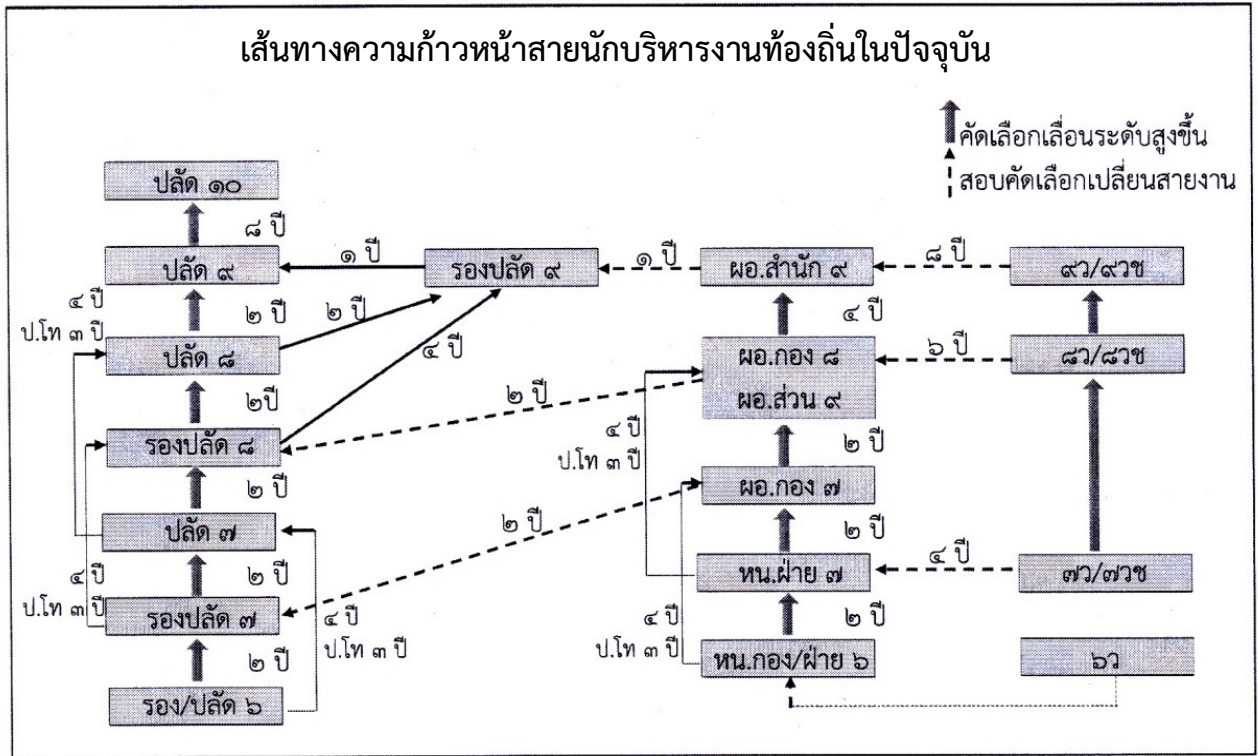 เส้นทางความก้าวหน้าสายนักบริหารงานท้องถิ่นในปัจจุบัน
คัดเลือกเลื่อนระดับสูงขึ้น
สอบคัดเลือกเปลี่ยนสายงาน
ปลัด ๑๐
๘ ปี
ปลัด ๙
๑ ปี
รองปลัด ๙
๑ ปี
ผอ.สำนัก ๙
๘ ปี
๙ว/๙วช
๔ ปี
ป.โท ๓ ปี
๒ ปี
๒ ปี
๔ ปี
๔ ปี
ปลัด ๘
ผอ.กอง ๘
ผอ.ส่วน ๙
๖ ปี
๘ว/๘วช
๒ปี
๒ ปี
รองปลัด ๘
๔ ปี
ป.โท ๓ ปี
๒ ปี
๒ ปี
ผอ.กอง ๗
ปลัด ๗
๒ ปี
๒ ปี
๔ ปี
ป.โท ๓ ปี
๒ ปี
หน.ฝ่าย ๗
๔ ปี
๗ว/๗วช
รองปลัด ๗
๒ ปี
๔ ปี
ป.โท ๓ ปี
๔ ปี
ป.โท ๓ ปี
๒ ปี
รอง/ปลัด ๖
หน.กอง/ฝ่าย ๖
๖ว